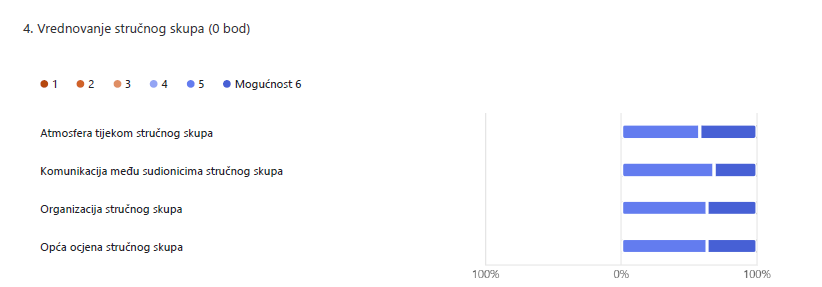 4. Vrednovanje stručnog skupa (0 bod)
1 2 3 4 5 Mogućnost 6
Atmosfera tijekom stručnog skupa
Komunikacija među sudionicima stručnog skupa
Organizacija stručnog skupa
Opća ocjena stručnog skupa
100% 0% 100%